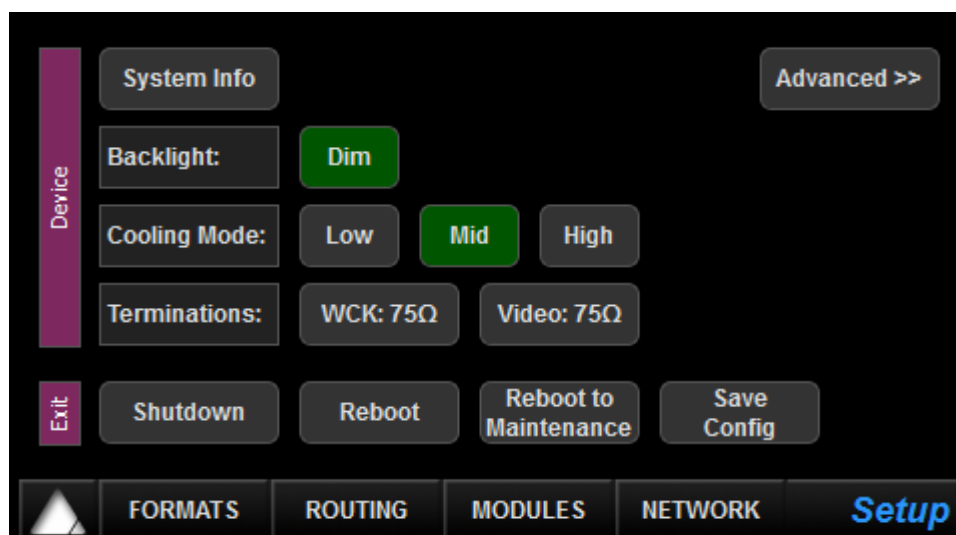 System Info
Advanced >>
Device
Backlight:
Dim
Cooling Mode:
Low
Mid
High
Terminations:
WCK: 75Ω
Video: 75Ω
Exit
Shutdown
Reboot
Reboot to
Maintenance
Save
Config
FORMATS
ROUTING
MODULES
NETWORK
Setup